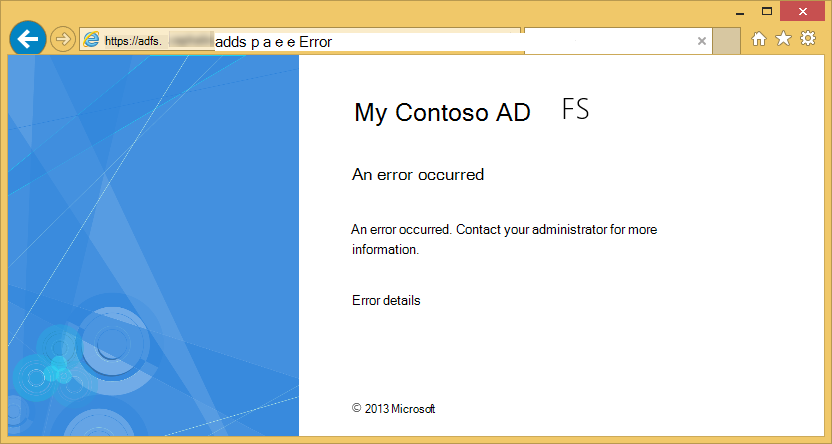 https://adfs. adds p a e e Error
My Contoso AD FS
An error occurred
An error occurred. Contact your administrator for more
information.
Error details
© 2013 Microsoft